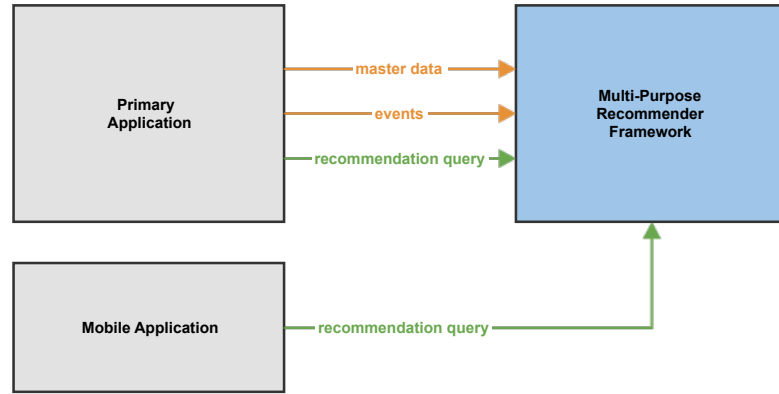 Primary
Application
master data
events
recommendation query
Multi-Purpose
Recommender
Framework
Mobile Application
recommendation query